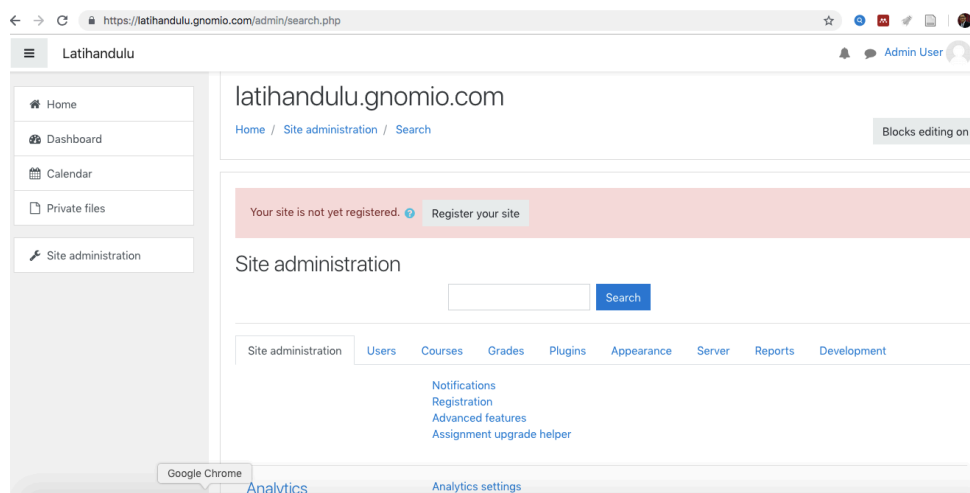 https://latihandulu.gnomio.com/admin/search.php
Latihandulu
Admin User
Home
Dashboard
Calendar
Private files
Site administration
latihandulu.gnomio.com
Home / Site administration / Search
Blocks editing on
Your site is not yet registered. Register your site
Site administration
Search
Site administration Users Courses Grades Plugins Appearance Server Reports Development
Notifications
Registration
Advanced features
Assignment upgrade helper
Google Chrome
Analytics Analytics settings